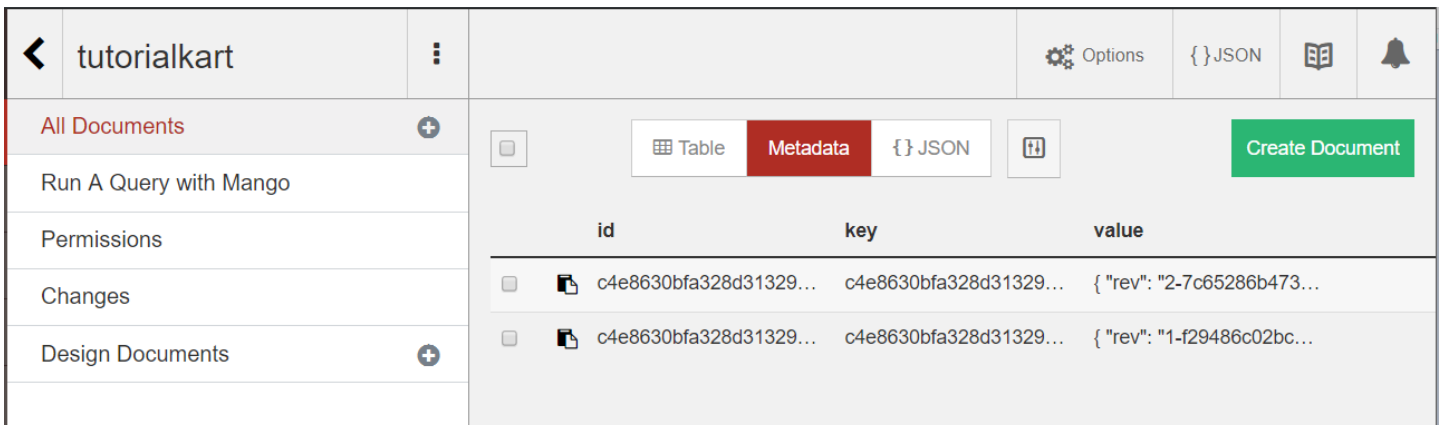 tutorialkart
Options
{ } JSON
All Documents
Run A Query with Mango
Permissions
Changes
Design Documents
Table
Metadata
{ } JSON
Create Document
id key value
c4e8630bfa328d31329... c4e8630bfa328d31329... { "rev": "2-7c65286b473...
c4e8630bfa328d31329... c4e8630bfa328d31329... { "rev": "1-f29486c02bc...